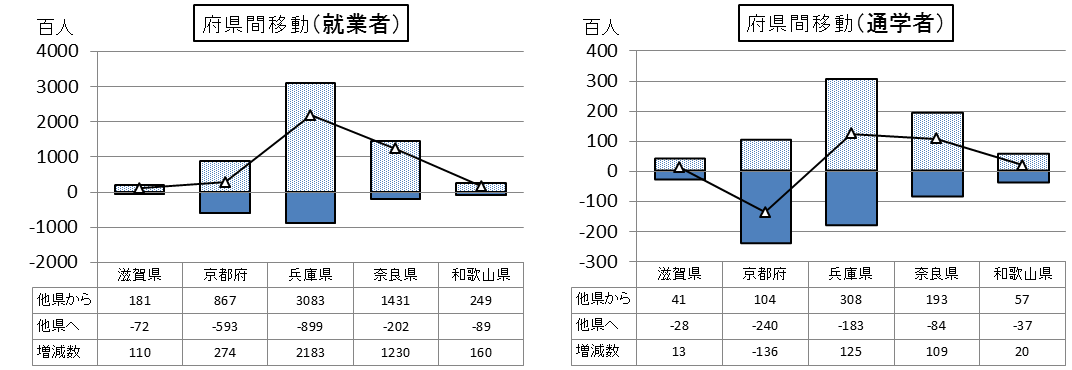 府県間移動(就業者)
百人
4000
3000
2000
1000
0
-1000
-2000
滋賀県 京都府 兵庫県 奈良県 和歌山県
他県から 181 867 3083 1431 249
他県へ -72 -593 -899 -202 -89
増減数 110 274 2183 1230 160
府県間移動(通学者)
百人
400
300
200
100
0
-100
-200
-300
滋賀県 京都府 兵庫県 奈良県 和歌山県
他県から 41 104 308 193 57
他県へ -28 -240 -183 -84 -37
増減数 13 -136 125 109 20